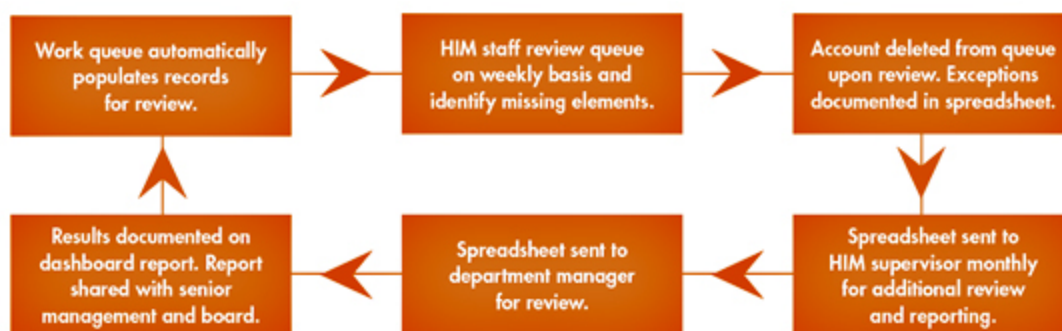 Work queue automatically
populates records
for review.
HIM staff review queue
on weekly basis and
identify missing elements.
Account deleted from queue
upon review. Exceptions
documented in spreadsheet.
Spreadsheet sent to
HIM supervisor monthly
for additional review
and reporting.
Spreadsheet sent to
department manager
for review.
Results documented on
dashboard report. Report
shared with senior
management and board.